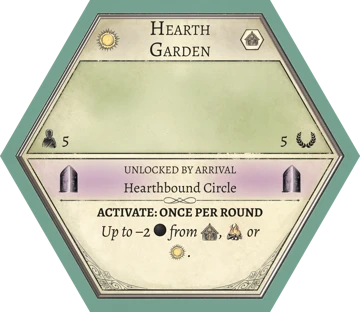 Hearth
Garden
5 5
UNLOCKED BY ARRIVAL
Hearthbound Circle
ACTIVATE: ONCE PER ROUND
Up to –2 from , or
.